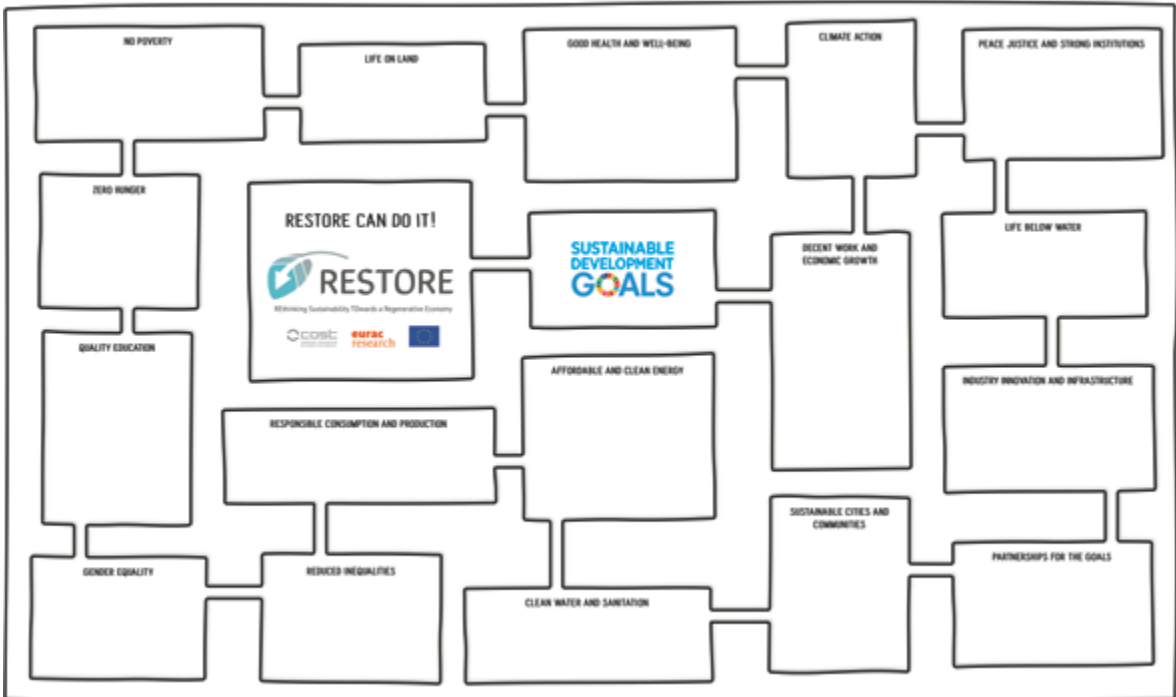 NO POVERTY
LIFE ON LAND
GOOD HEALTH AND WELL-BEING
CLIMATE ACTION
PEACE JUSTICE AND STRONG INSTITUTIONS
ZERO HUNGER
RESTORE CAN DO IT!
RESTORE
REthinking Sustainability TOwards a Regenerative Economy
cost
eurac
research
SUSTAINABLE
DEVELOPMENT
GOALS
DECENT WORK AND
ECONOMIC GROWTH
LIFE BELOW WATER
QUALITY EDUCATION
AFFORDABLE AND CLEAN ENERGY
INDUSTRY INNOVATION AND INFRASTRUCTURE
RESPONSIBLE CONSUMPTION AND PRODUCTION
SUSTAINABLE CITIES AND
COMMUNITIES
GENDER EQUALITY
REDUCED INEQUALITIES
CLEAN WATER AND SANITATION
PARTNERSHIPS FOR THE GOALS